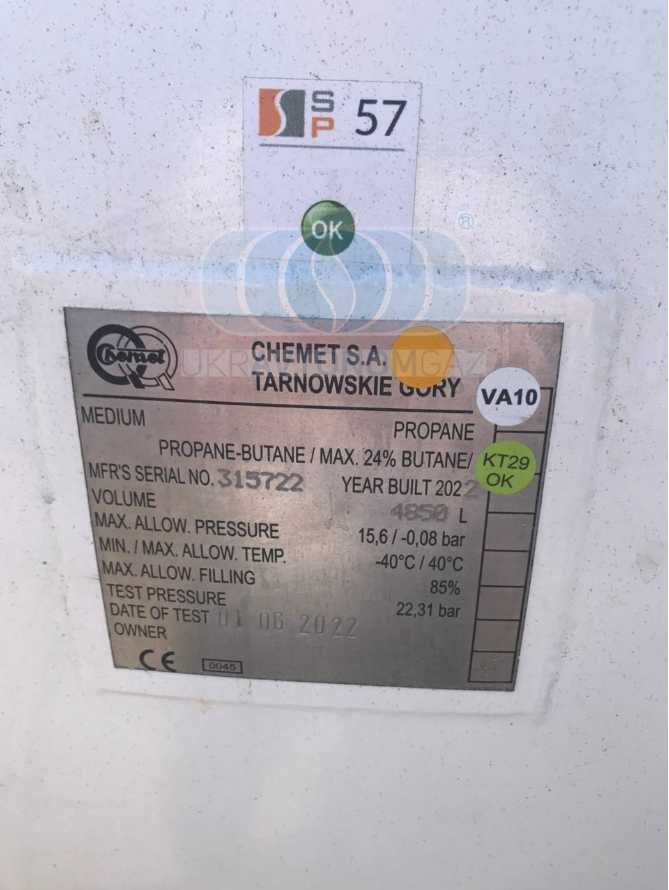 S
P 57
OK
®
Chemet
CHEMET S.A.
TARNOWSKIE GÓRY
VA10
MEDIUM PROPANE
PROPANE-BUTANE / MAX. 24% BUTANE/
KT29
OK
MFR'S SERIAL NO. 315722 YEAR BUILT 2022
VOLUME 4850 L
MAX. ALLOW. PRESSURE 15,6 / -0,08 bar
MIN. / MAX. ALLOW. TEMP. -40°C / 40°C
MAX. ALLOW. FILLING 85%
TEST PRESSURE 22,31 bar
DATE OF TEST 01 06 2022
OWNER
CE 0045